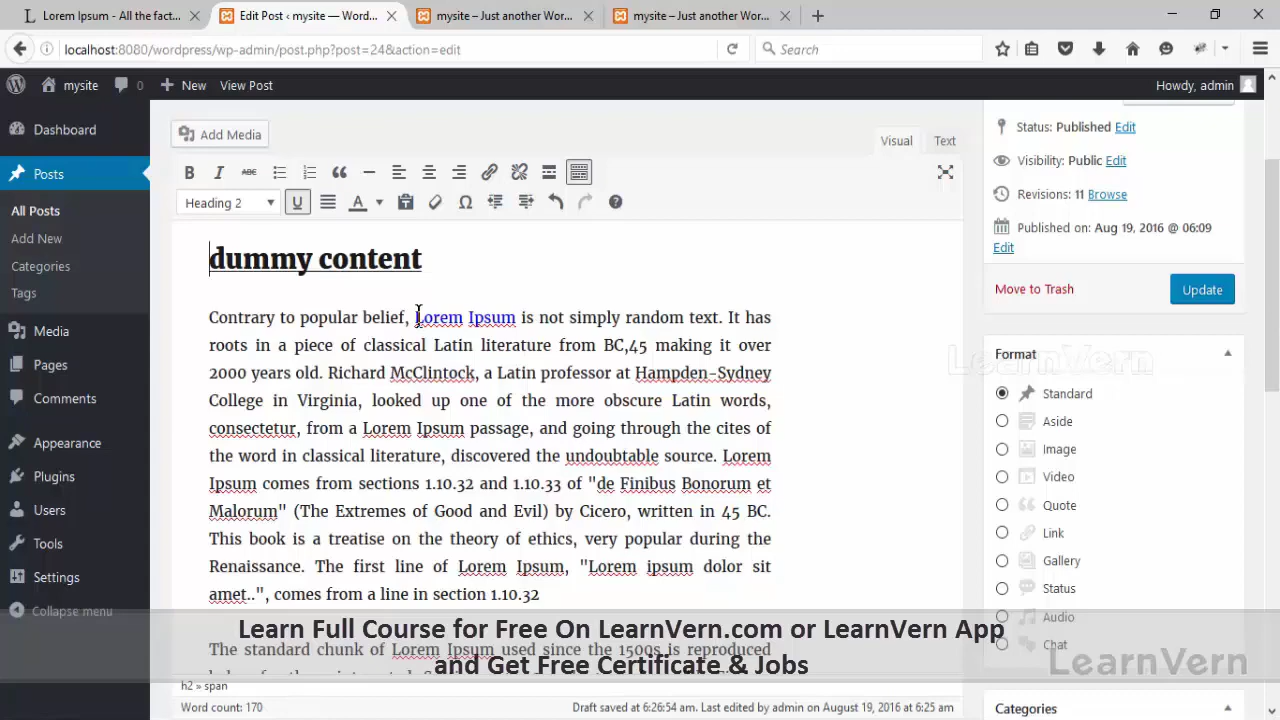 Lorem Ipsum - All the fact...
Edit Post ‹ mysite — Word...
mysite – Just another Wor...
mysite – Just another Wor...
localhost:8080/wordpress/wp-admin/post.php?post=24&action=edit
Search
mysite
0
New
View Post
Howdy, admin
Dashboard
Posts
All Posts
Add New
Categories
Tags
Media
Pages
Comments
Appearance
Plugins
Users
Tools
Settings
Collapse menu
Add Media
Visual
Text
B I ABC
Heading 2
U
A
Ω
dummy content
Contrary to popular belief, Lorem Ipsum is not simply random text. It has
roots in a piece of classical Latin literature from BC,45 making it over
2000 years old. Richard McClintock, a Latin professor at Hampden-Sydney
College in Virginia, looked up one of the more obscure Latin words,
consectetur, from a Lorem Ipsum passage, and going through the cites of
the word in classical literature, discovered the undoubtable source. Lorem
Ipsum comes from sections 1.10.32 and 1.10.33 of "de Finibus Bonorum et
Malorum" (The Extremes of Good and Evil) by Cicero, written in 45 BC.
This book is a treatise on the theory of ethics, very popular during the
Renaissance. The first line of Lorem Ipsum, "Lorem ipsum dolor sit
amet..", comes from a line in section 1.10.32
The standard chunk of Lorem Ipsum used since the 1500s is reproduced
h2 » span
Word count: 170
Draft saved at 6:26:54 am. Last edited by admin on August 19, 2016 at 6:25 am
Status: Published Edit
Visibility: Public Edit
Revisions: 11 Browse
Published on: Aug 19, 2016 @ 06:09
Edit
Move to Trash
Update
Format
LearnVern
Standard
Aside
Image
Video
Quote
Link
Gallery
Status
Audio
Chat
Categories
Learn Full Course for Free On LearnVern.com or LearnVern App
and Get Free Certificate & Jobs
LearnVern